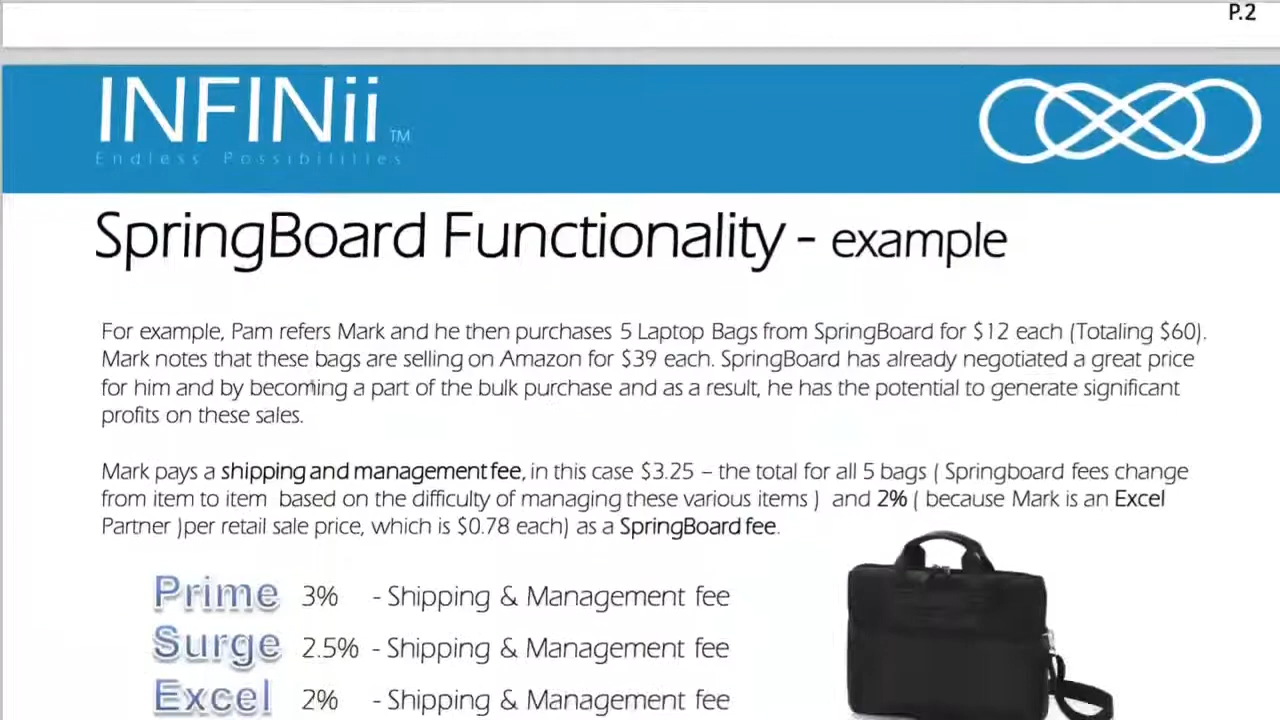 P.2
INFINii TM
Endless Possibilities
SpringBoard Functionality - example
For example, Pam refers Mark and he then purchases 5 Laptop Bags from SpringBoard for $12 each (Totaling $60).
Mark notes that these bags are selling on Amazon for $39 each. SpringBoard has already negotiated a great price
for him and by becoming a part of the bulk purchase and as a result, he has the potential to generate significant
profits on these sales.
Mark pays a shipping and management fee, in this case $3.25 – the total for all 5 bags ( Springboard fees change
from item to item based on the difficulty of managing these various items ) and 2% ( because Mark is an Excel
Partner )per retail sale price, which is $0.78 each) as a SpringBoard fee.
Prime 3% - Shipping & Management fee
Surge 2.5% - Shipping & Management fee
Excel 2% - Shipping & Management fee